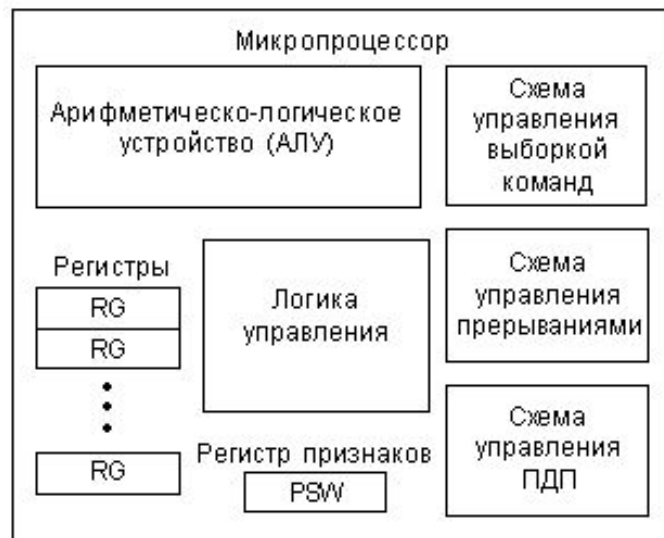 Микропроцессор
Арифметическо-логическое
устройство (АЛУ)
Схема
управления
выборкой
команд
Регистры
RG
RG
RG
Логика
управления
Схема
управления
прерываниями
Регистр признаков
PSW
Схема
управления
ПДП